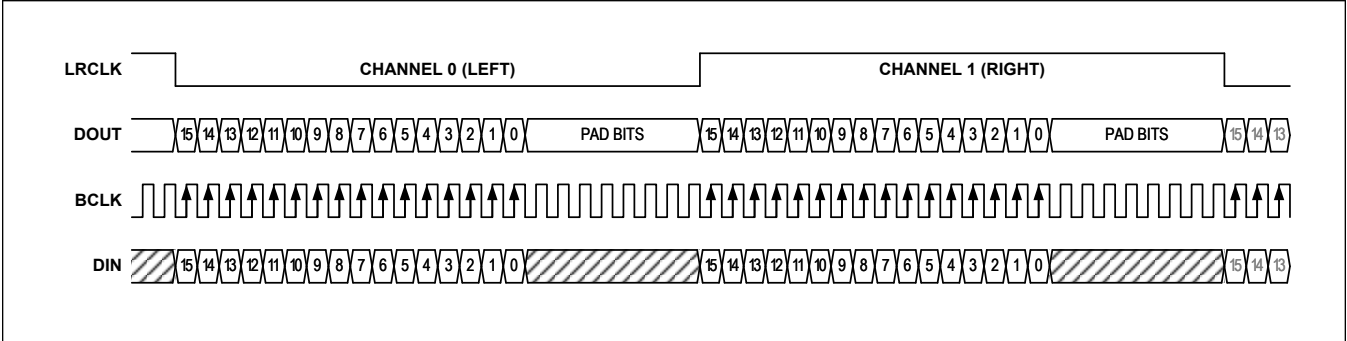 LRCLK CHANNEL 0 (LEFT) CHANNEL 1 (RIGHT)
DOUT 15 14 13 12 11 10 9 8 7 6 5 4 3 2 1 0 PAD BITS 15 14 13 12 11 10 9 8 7 6 5 4 3 2 1 0 PAD BITS 15 14 13
BCLK
DIN 15 14 13 12 11 10 9 8 7 6 5 4 3 2 1 0 15 14 13 12 11 10 9 8 7 6 5 4 3 2 1 0 15 14 13